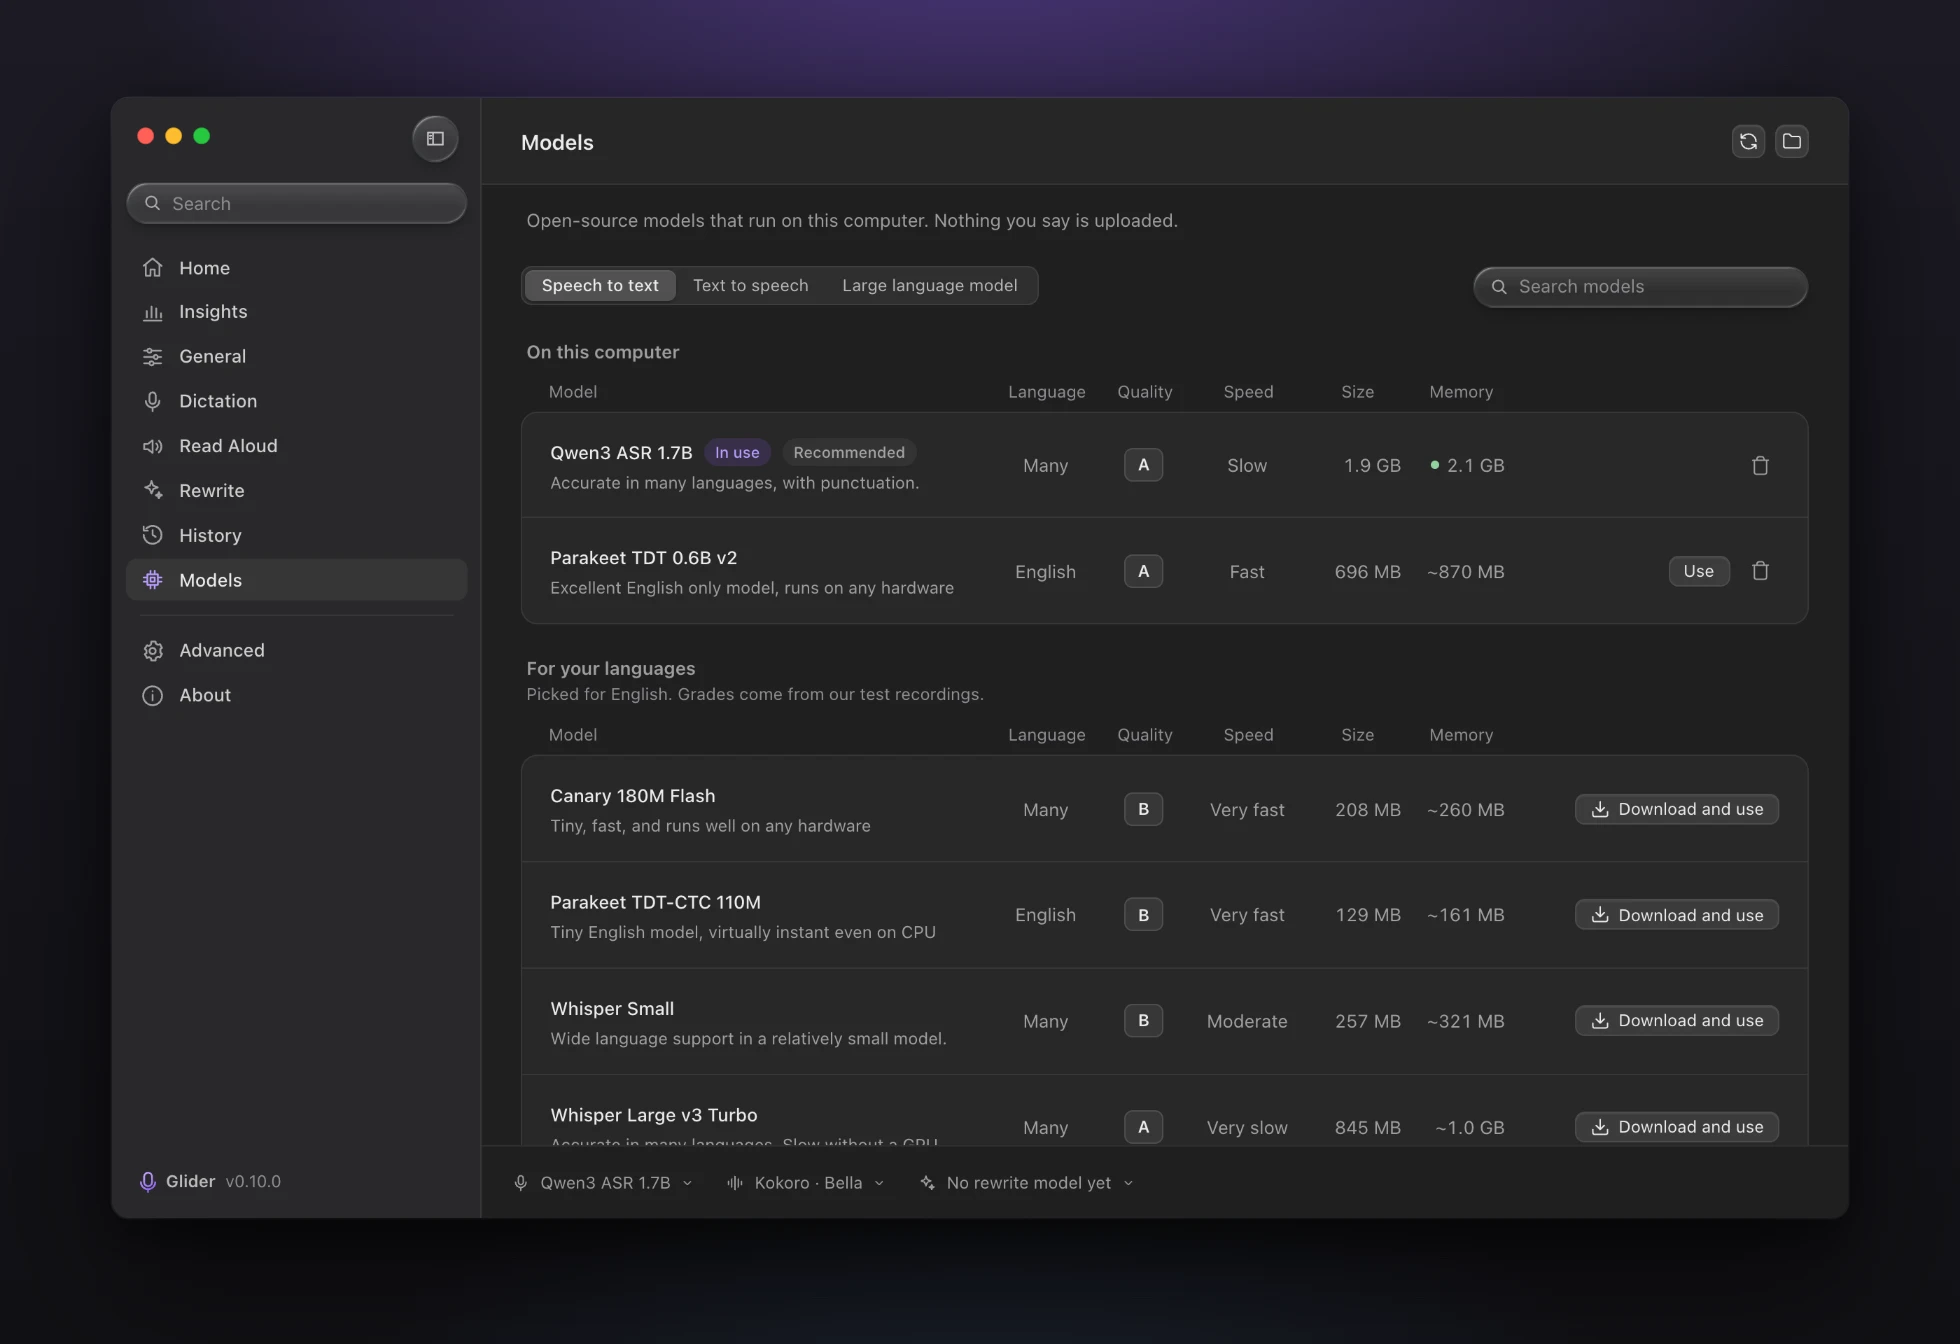 Models
Search
Home
Insights
General
Dictation
Read Aloud
Rewrite
History
Models
Advanced
About
Glider v0.10.0
Open-source models that run on this computer. Nothing you say is uploaded.
Speech to text Text to speech Large language model
Search models
On this computer
Model Language Quality Speed Size Memory
Qwen3 ASR 1.7B In use Recommended
Accurate in many languages, with punctuation.
Many A Slow 1.9 GB 2.1 GB
Parakeet TDT 0.6B v2
Excellent English only model, runs on any hardware
English A Fast 696 MB ~870 MB Use
For your languages
Picked for English. Grades come from our test recordings.
Model Language Quality Speed Size Memory
Canary 180M Flash
Tiny, fast, and runs well on any hardware
Many B Very fast 208 MB ~260 MB Download and use
Parakeet TDT-CTC 110M
Tiny English model, virtually instant even on CPU
English B Very fast 129 MB ~161 MB Download and use
Whisper Small
Wide language support in a relatively small model.
Many B Moderate 257 MB ~321 MB Download and use
Whisper Large v3 Turbo
Accurate in many languages. Slow without a GPU
Many A Very slow 845 MB ~1.0 GB Download and use
Qwen3 ASR 1.7B Kokoro · Bella No rewrite model yet